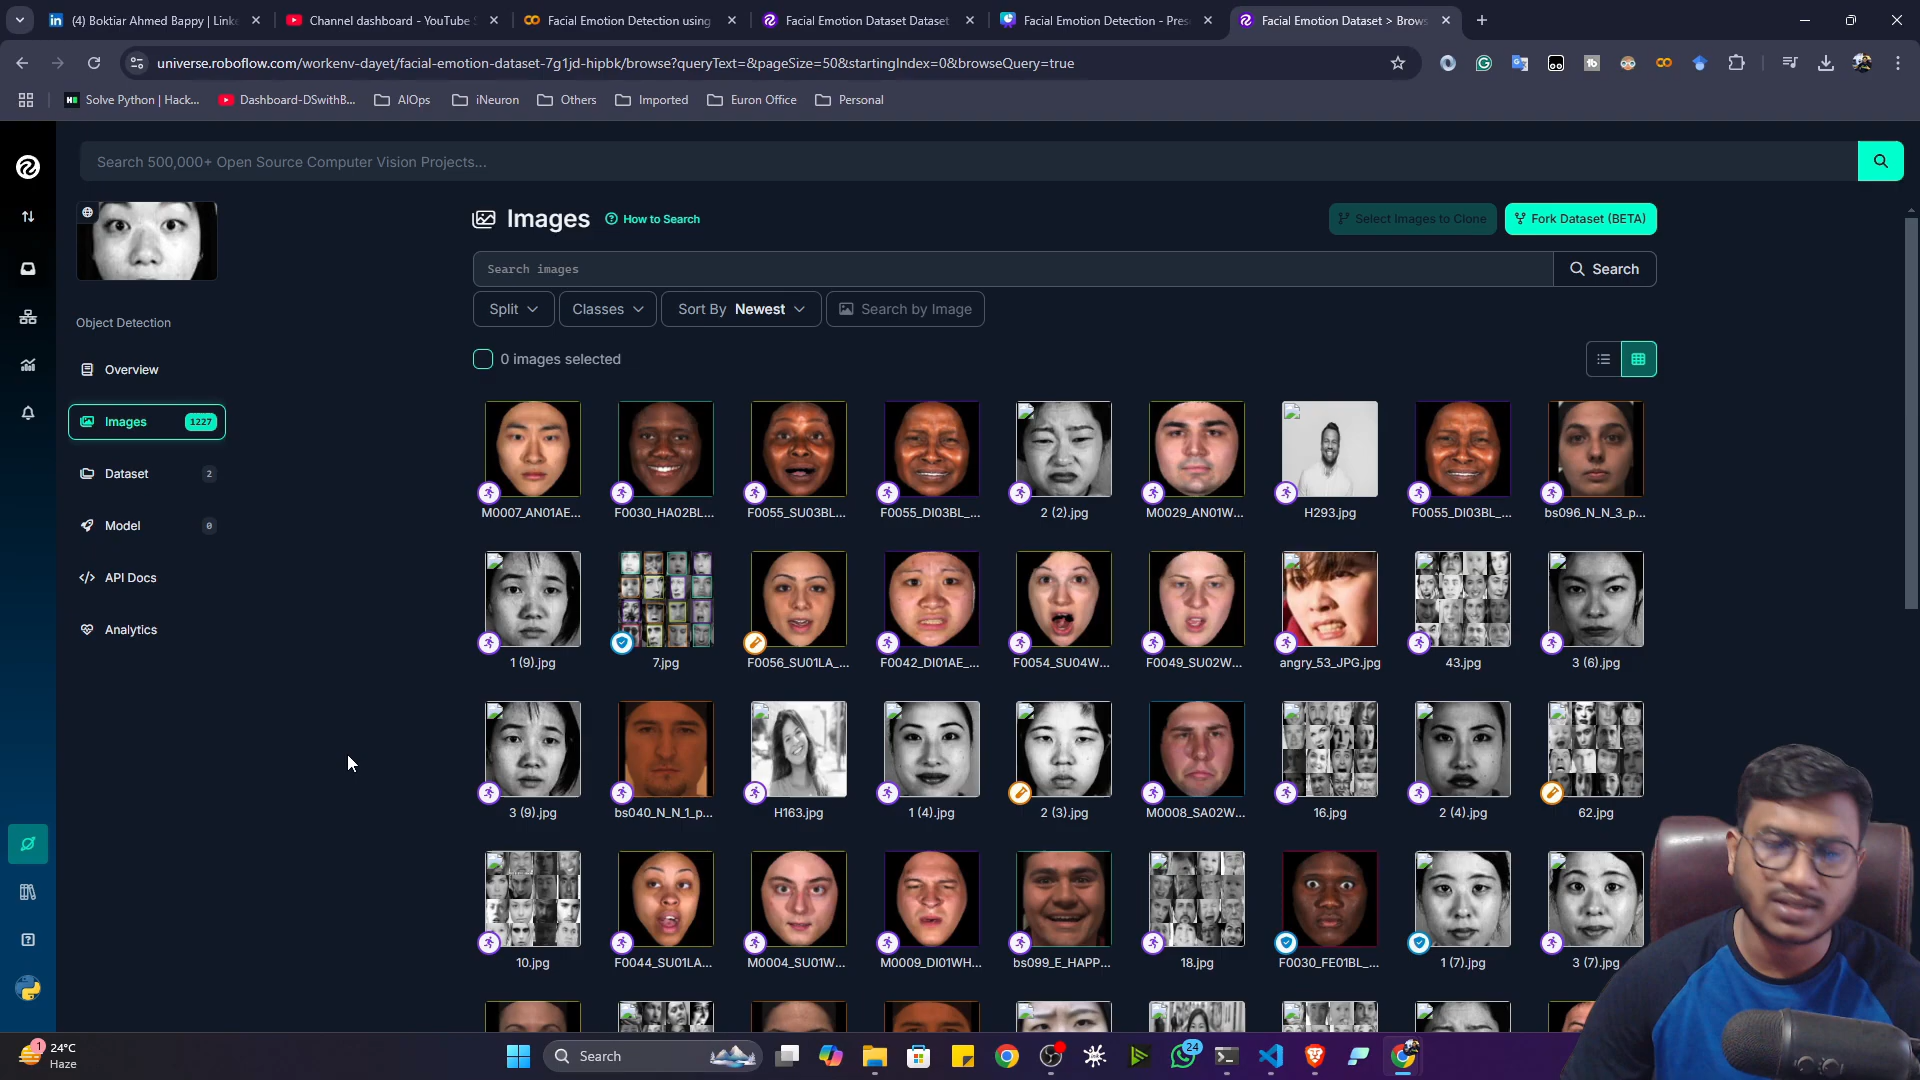 (4) Boktiar Ahmed Bappy | Linke
Channel dashboard - YouTube S
Facial Emotion Detection using
Facial Emotion Dataset Dataset
Facial Emotion Detection - Pres
Facial Emotion Dataset > Brows
universe.roboflow.com/workenv-dayet/facial-emotion-dataset-7g1jd-hipbk/browse?queryText=&pageSize=50&startingIndex=0&browseQuery=true
Solve Python | Hack...
Dashboard-DSwithB...
AIOps
iNeuron
Others
Imported
Euron Office
Personal
Search 500,000+ Open Source Computer Vision Projects...
Images
How to Search
Select Images to Clone
Fork Dataset (BETA)
Search images
Search
Split
Classes
Sort By Newest
Search by Image
0 images selected
Object Detection
Overview
Images 1227
Dataset 2
Model 0
API Docs
Analytics
M0007_AN01AE... F0030_HA02BL... F0055_SU03BL... F0055_DI03BL_... 2 (2).jpg M0029_AN01W... H293.jpg F0055_DI03BL_... bs096_N_N_3_p...
1 (9).jpg 7.jpg F0056_SU01LA_... F0042_DI01AE_... F0054_SU04W... F0049_SU02W... angry_53_JPG.jpg 43.jpg 3 (6).jpg
3 (9).jpg bs040_N_N_1_p... H163.jpg 1 (4).jpg 2 (3).jpg M0008_SA02W... 16.jpg 2 (4).jpg 62.jpg
10.jpg F0044_SU01LA... M0004_SU01W... M0009_DI01WH... bs099_E_HAPP... 18.jpg F0030_FE01BL_... 1 (7).jpg 3 (7).jpg
1
24°C
Haze
Search
24